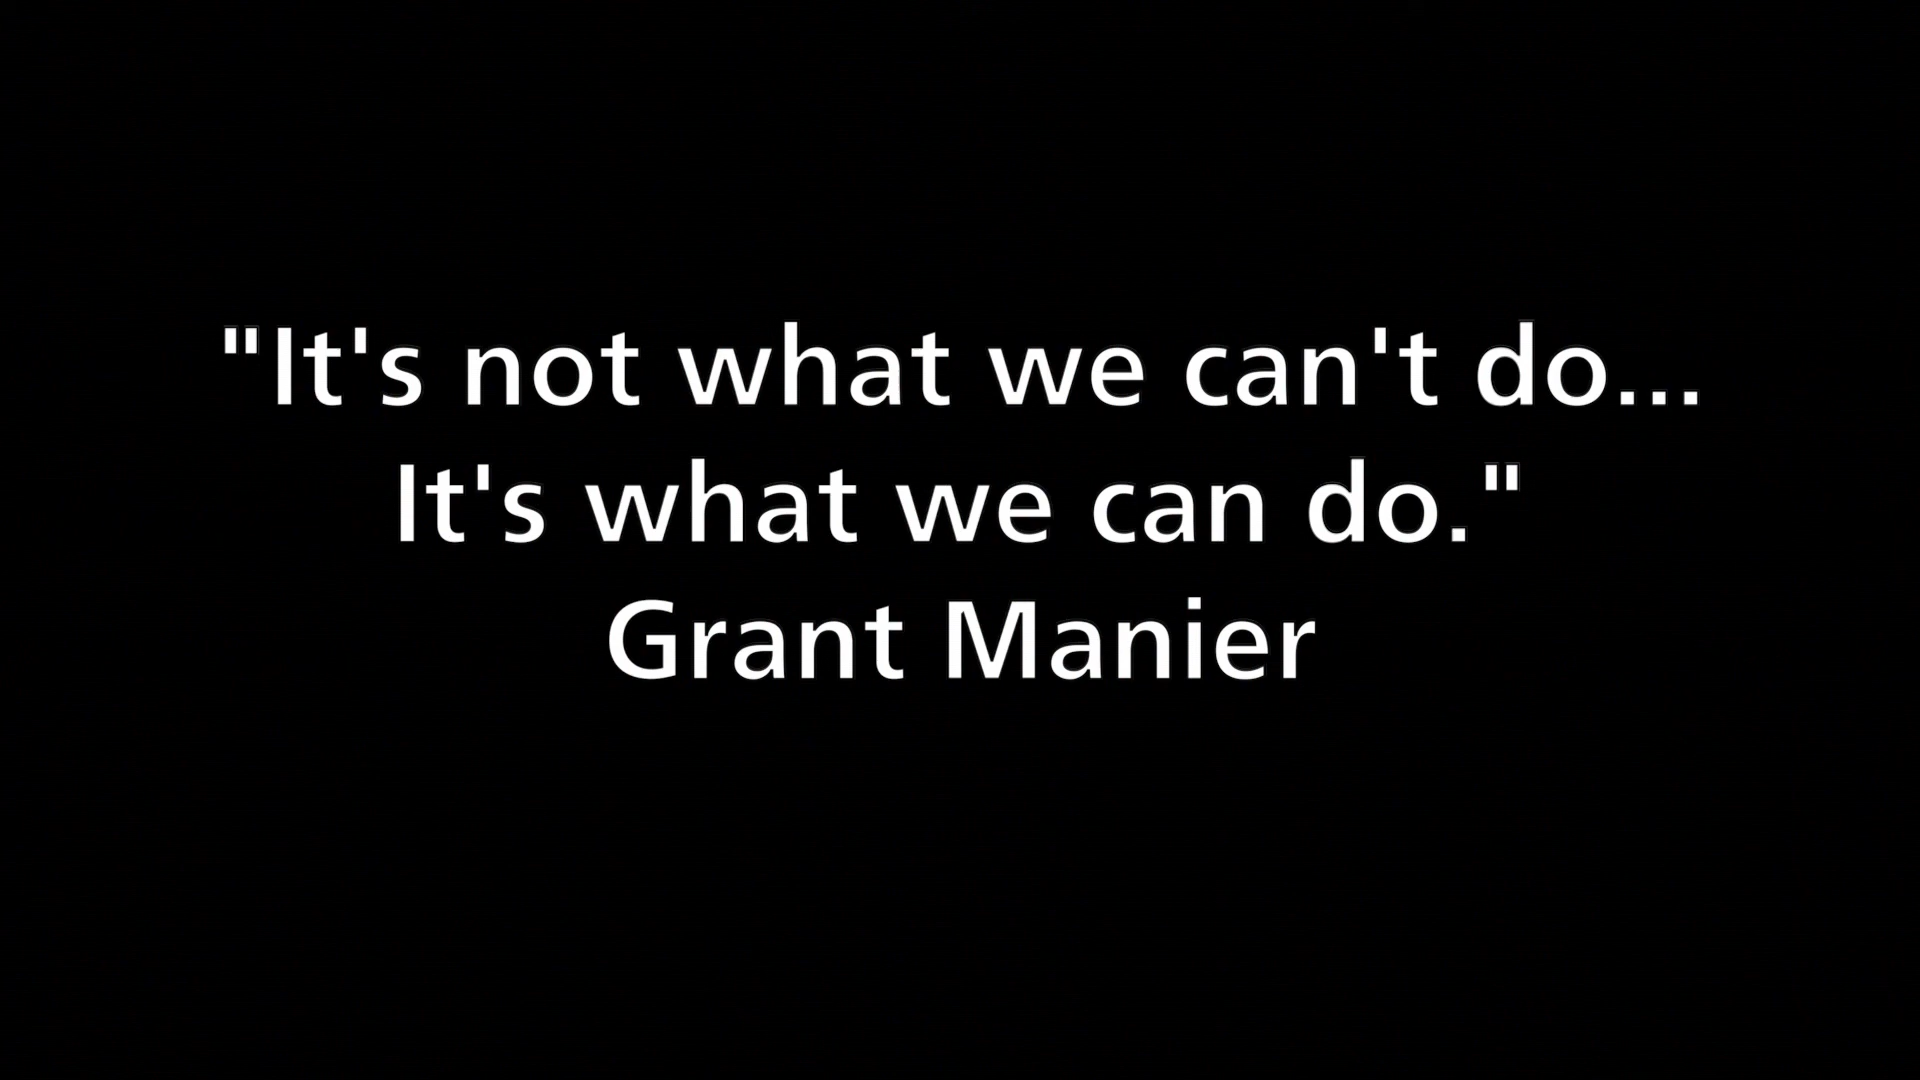 "It's not what we can't do...
It's what we can do."
Grant Manier